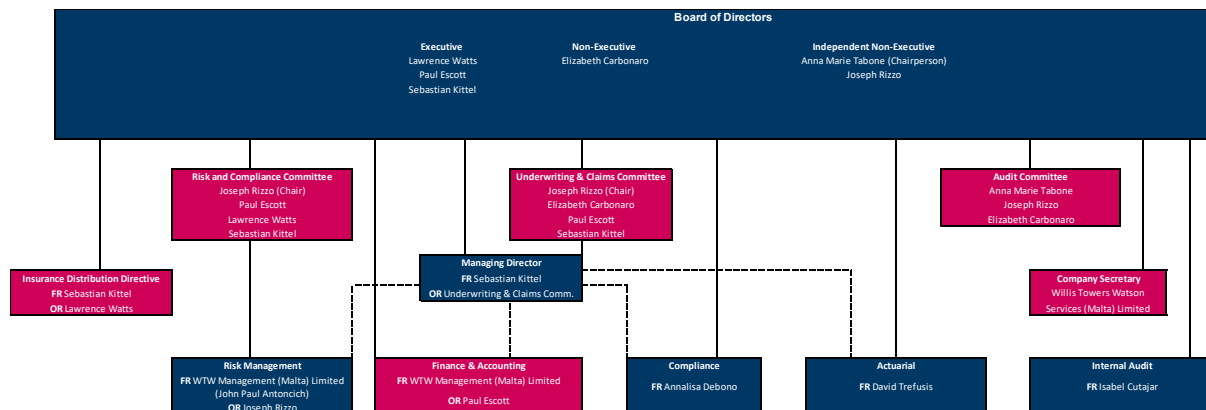 Board of Directors
Executive
Lawrence Watts
Paul Escott
Sebastian Kittel
Non-Executive
Elizabeth Carbonaro
Independent Non-Executive
Anna Marie Tabone (Chairperson)
Joseph Rizzo
Risk and Compliance Committee
Joseph Rizzo (Chair)
Paul Escott
Lawrence Watts
Sebastian Kittel
Underwriting & Claims Committee
Joseph Rizzo (Chair)
Elizabeth Carbonaro
Paul Escott
Sebastian Kittel
Audit Committee
Anna Marie Tabone
Joseph Rizzo
Elizabeth Carbonaro
Managing Director
FR Sebastian Kittel
OR Underwriting & Claims Comm.
Insurance Distribution Directive
FR Sebastian Kittel
OR Lawrence Watts
Company Secretary
Willis Towers Watson
Services (Malta) Limited
Risk Management
FR WTW Management (Malta) Limited
(John Paul Antoncich)
OR Joseph Rizzo
Finance & Accounting
FR WTW Management (Malta) Limited
OR Paul Escott
Compliance
FR Annalisa Debono
Actuarial
FR David Trefusis
Internal Audit
FR Isabel Cutajar